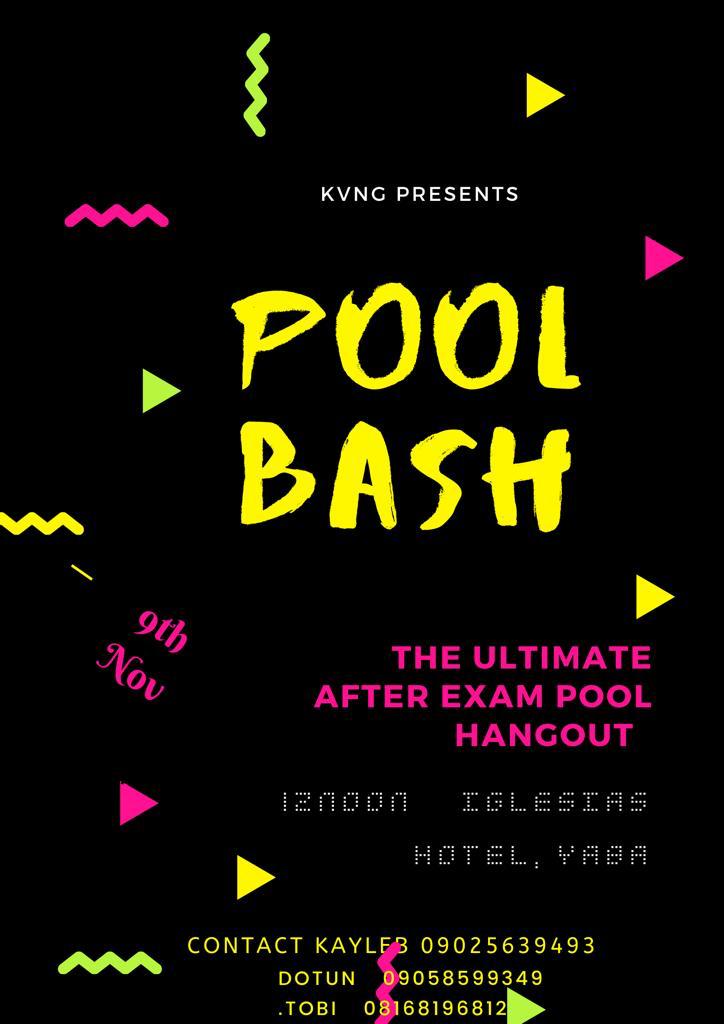 KVNG PRESENTS
POOL
BASH
9th
Nov
THE ULTIMATE
AFTER EXAM POOL
HANGOUT
12NOON IGLESIAS
HOTEL, YABA
CONTACT KAYLEB 09025639493
DOTUN 09058599349
.TOBI 08168196812